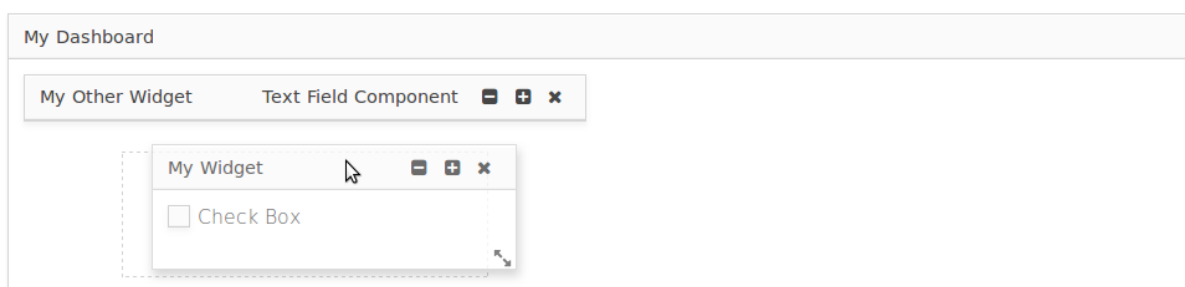 My Dashboard
My Other Widget Text Field Component
My Widget
Check Box